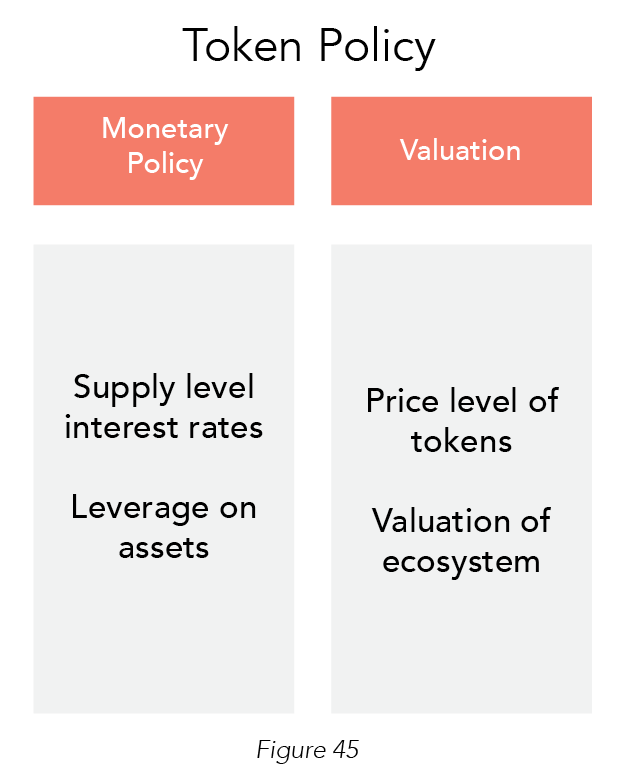 Token Policy
Monetary
Policy
Valuation
Supply level
interest rates
Leverage on
assets
Price level of
tokens
Valuation of
ecosystem
Figure 45